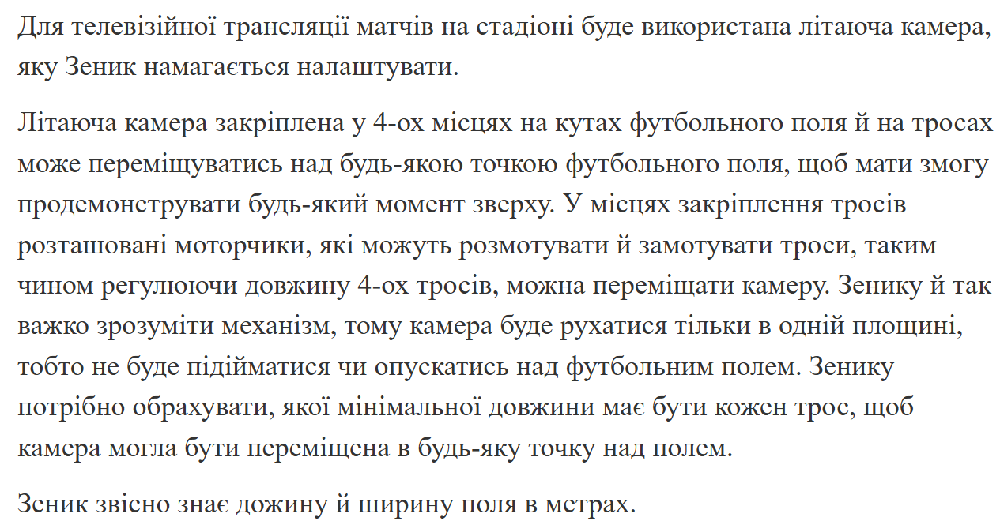 Для телевізійної трансляції матчів на стадіоні буде використана літаюча камера,
яку Зеник намагається налаштувати.
Літаюча камера закріплена у 4-ох місцях на кутах футбольного поля й на тросах
може переміщуватись над будь-якою точкою футбольного поля, щоб мати змогу
продемонструвати будь-який момент зверху. У місцях закріплення тросів
розташовані моторчики, які можуть розмотувати й замотувати троси, таким
чином регулюючи довжину 4-ох тросів, можна переміщати камеру. Зенику й так
важко зрозуміти механізм, тому камера буде рухатися тільки в одній площині,
тобто не буде підійматися чи опускатись над футбольним полем. Зенику
потрібно обрахувати, якої мінімальної довжини має бути кожен трос, щоб
камера могла бути переміщена в будь-яку точку над полем.
Зеник звісно знає дожину й ширину поля в метрах.